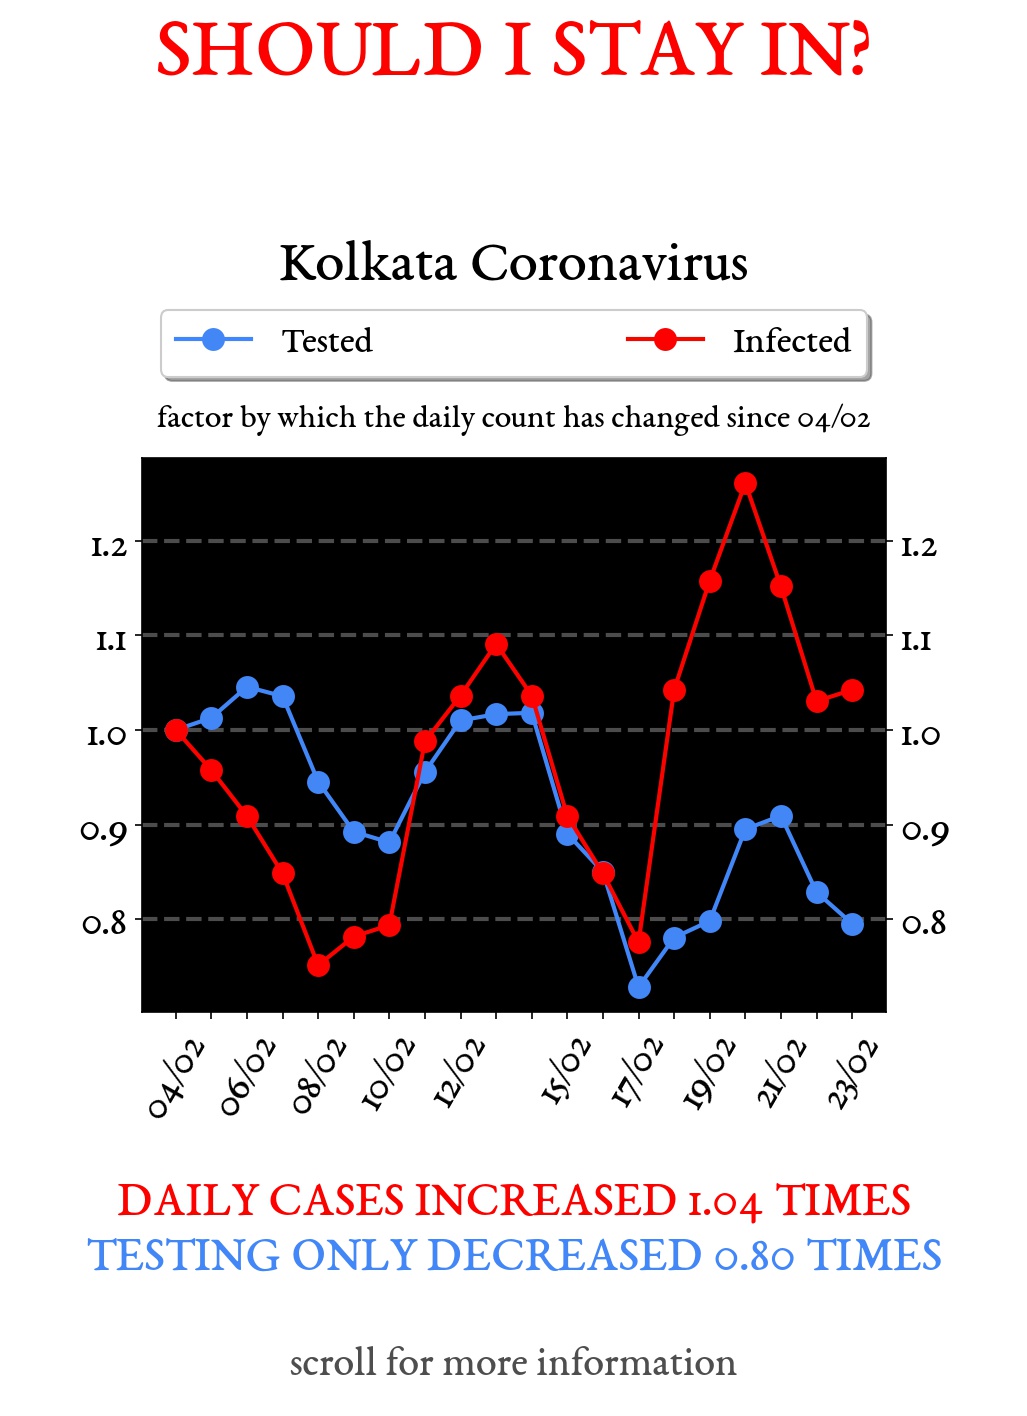 SHOULD I STAY IN?
Kolkata Coronavirus
Tested Infected
factor by which the daily count has changed since 04/02
1.2 1.2
1.1 1.1
1.0 1.0
0.9 0.9
0.8 0.8
04/02 06/02 08/02 10/02 12/02 15/02 17/02 19/02 21/02 23/02
DAILY CASES INCREASED 1.04 TIMES
TESTING ONLY DECREASED 0.80 TIMES
scroll for more information